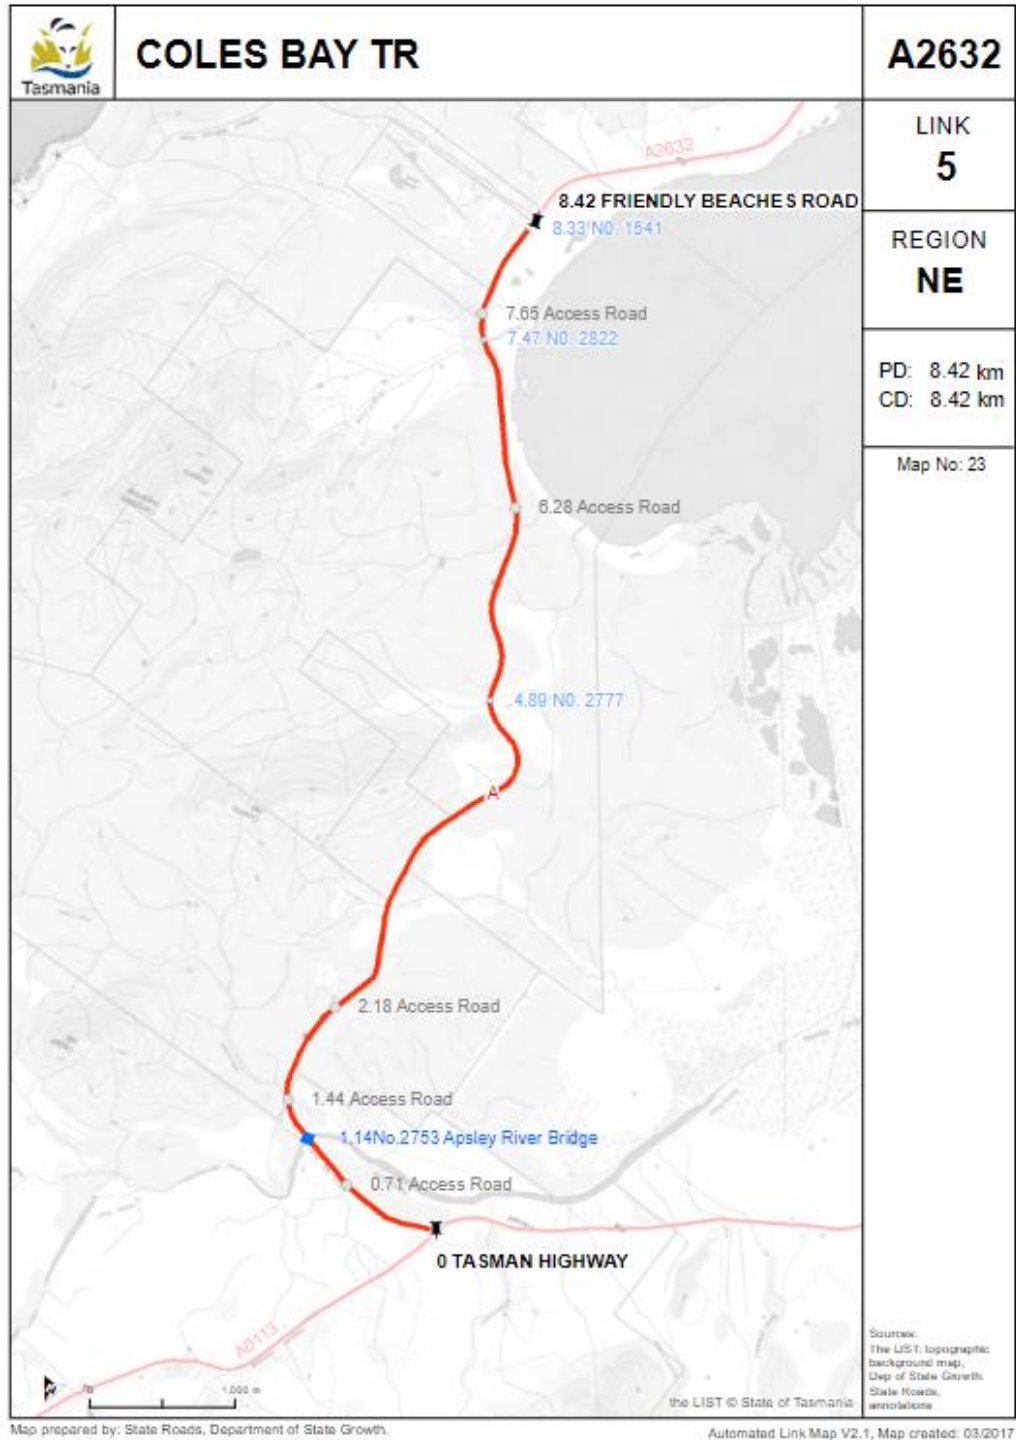 Tasmania
COLES BAY TR
A2632
LINK
5
REGION
NE
PD: 8.42 km
CD: 8.42 km
Map No: 23
A2632
8.42 FRIENDLY BEACHES ROAD
8.33 N0. 1541
7.65 Access Road
7.47 N0. 2822
6.28 Access Road
4.89 N0. 2777
A
2.18 Access Road
1.44 Access Road
1.14No.2753 Apsley River Bridge
0.71 Access Road
0 TASMAN HIGHWAY
A0113
0
1,000 m
the LIST © State of Tasmania
Sources:
The LIST: topographic
background map,
Dep of State Growth:
State Roads,
annotations
Map prepared by: State Roads, Department of State Growth.
Automated Link Map V2.1, Map created: 03/2017